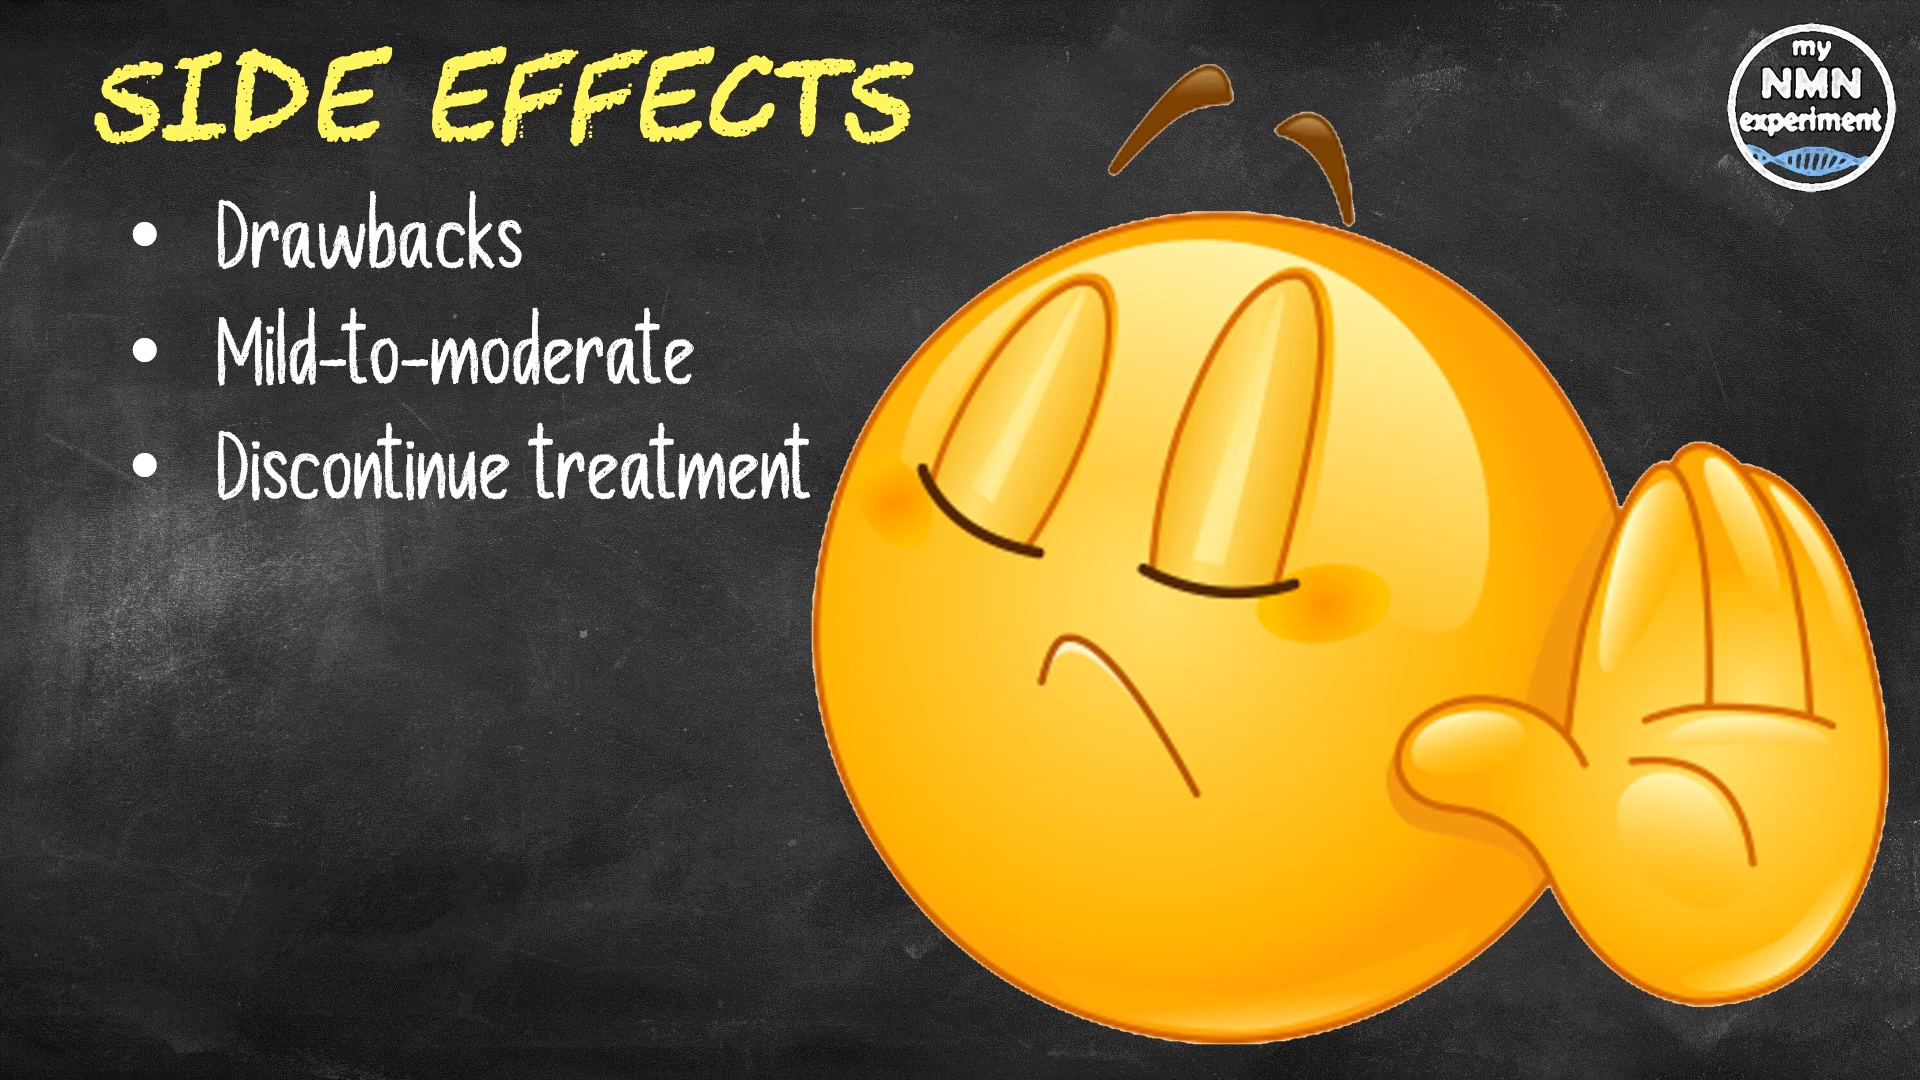 SIDE EFFECTS
• Drawbacks
• Mild-to-moderate
• Discontinue treatment
my
NMN
experiment